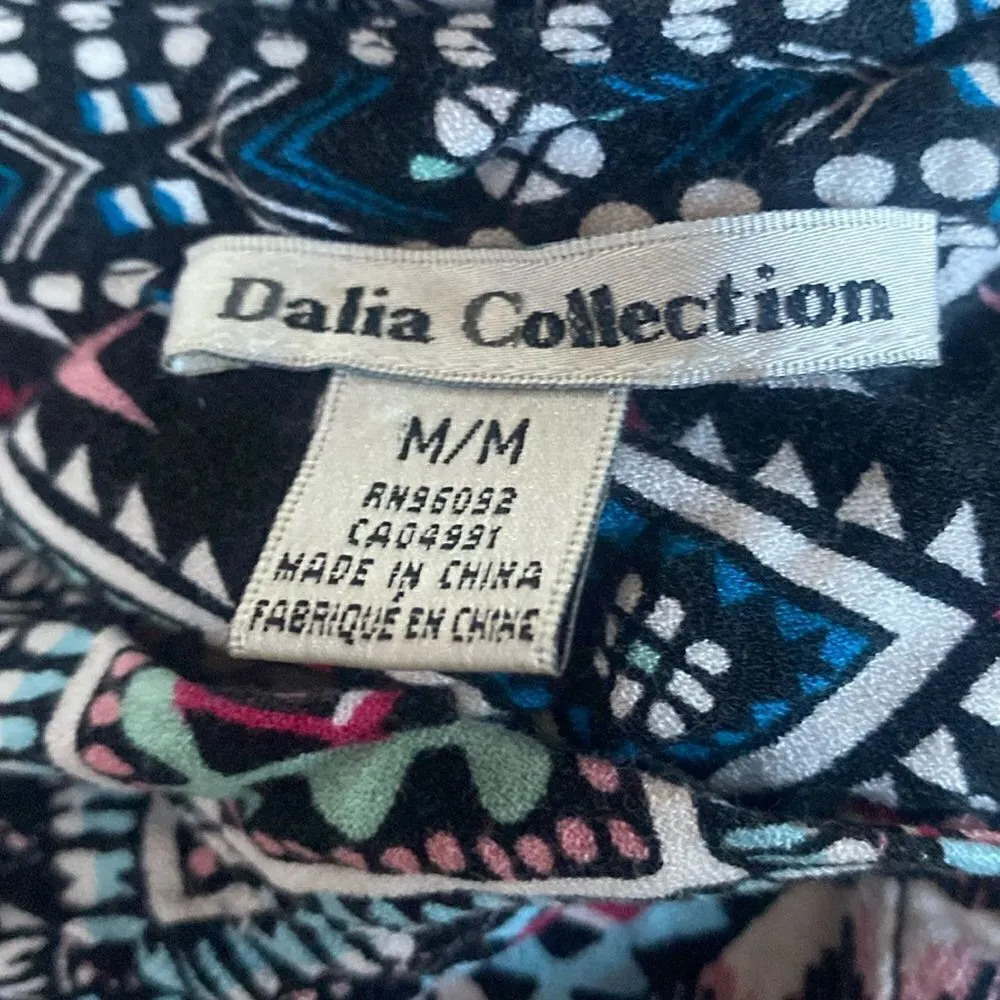 Dalia Collection
M/M
RN96092
CA04991
MADE IN CHINA
FABRIQUÉ EN CHINE